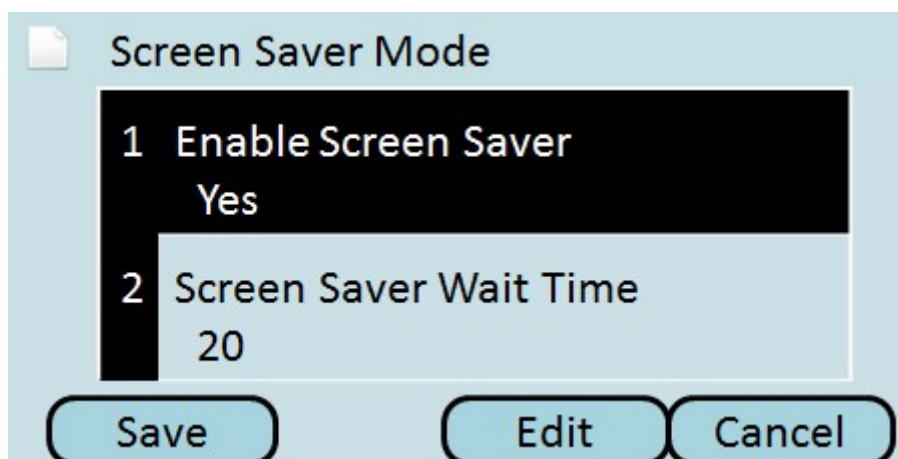 Screen Saver Mode
1 Enable Screen Saver
Yes
2 Screen Saver Wait Time
20
Save Edit Cancel